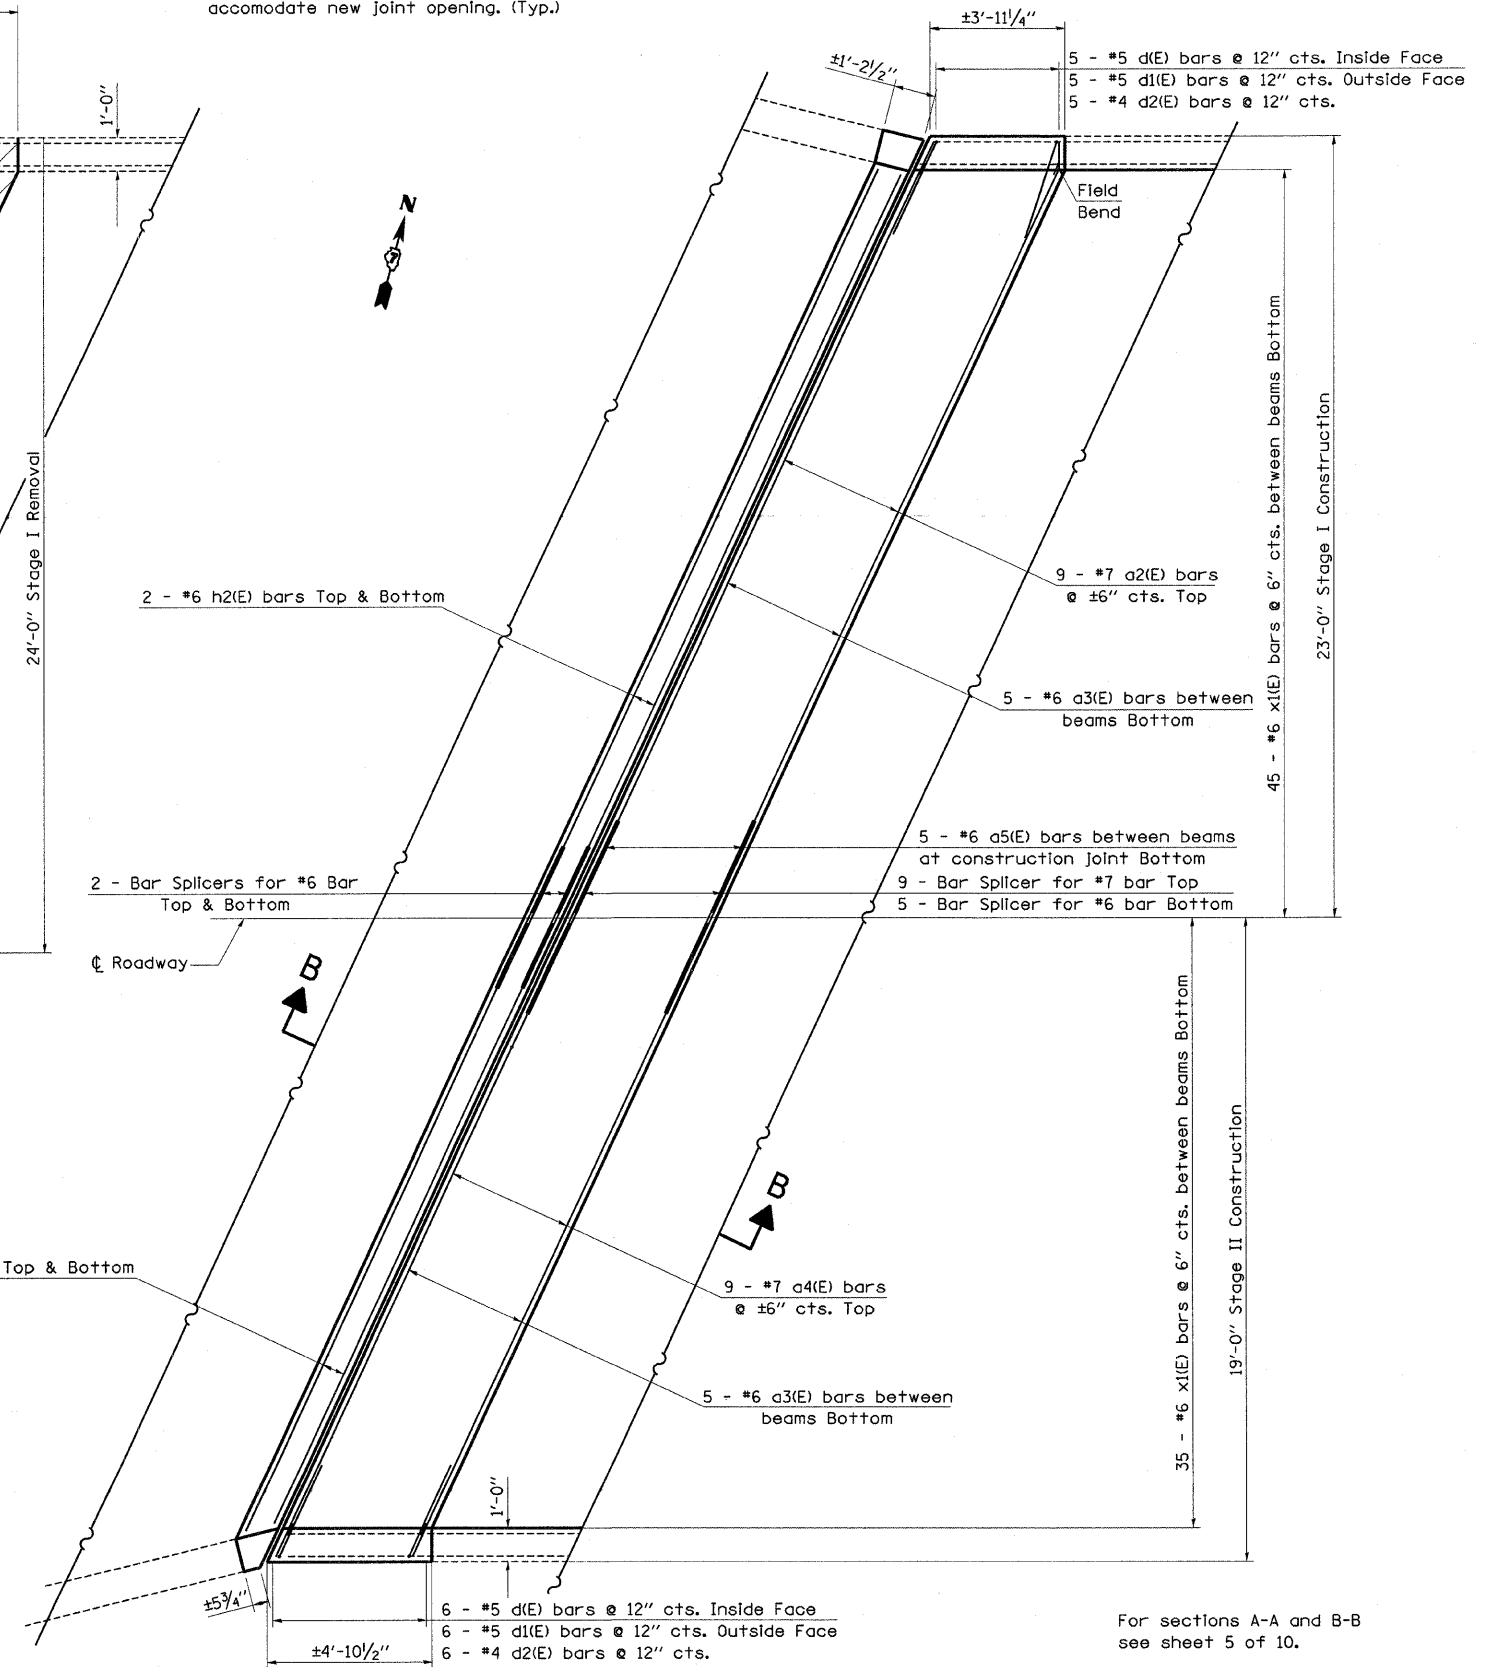 accomodate new joint opening. (Typ.)
±3'-11¼"
±1'-2½"
5 - #5 d(E) bars @ 12" cts. Inside Face
5 - #5 d1(E) bars @ 12" cts. Outside Face
5 - #4 d2(E) bars @ 12" cts.
1'-0"
N
7
Field
Bend
24'-0" Stage I Removal
45 - #6 x1(E) bars @ 6" cts. between beams Bottom
23'-0" Stage I Construction
9 - #7 a2(E) bars
@ ±6" cts. Top
2 - #6 h2(E) bars Top & Bottom
5 - #6 a3(E) bars between
beams Bottom
5 - #6 a5(E) bars between beams
at construction joint Bottom
2 - Bar Splicers for #6 Bar
Top & Bottom
9 - Bar Splicer for #7 bar Top
5 - Bar Splicer for #6 bar Bottom
℄ Roadway
B
B
35 - #6 x1(E) bars @ 6" cts. between beams Bottom
19'-0" Stage II Construction
Top & Bottom
9 - #7 a4(E) bars
@ ±6" cts. Top
5 - #6 a3(E) bars between
beams Bottom
1'-0"
±5¾"
6 - #5 d(E) bars @ 12" cts. Inside Face
6 - #5 d1(E) bars @ 12" cts. Outside Face
6 - #4 d2(E) bars @ 12" cts.
±4'-10½"
For sections A-A and B-B
see sheet 5 of 10.